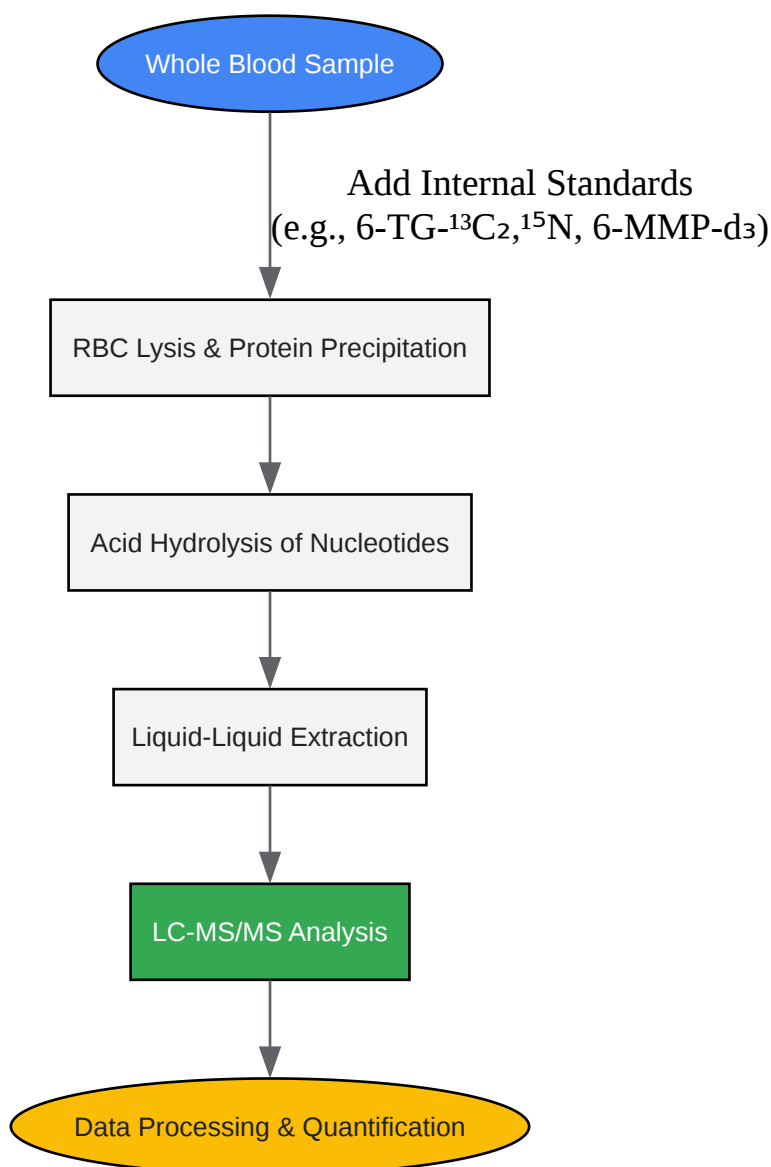 Whole Blood Sample
Add Internal Standards
(e.g., 6-TG-¹³C₂,¹⁵N, 6-MMP-d₃)
RBC Lysis & Protein Precipitation
Acid Hydrolysis of Nucleotides
Liquid-Liquid Extraction
LC-MS/MS Analysis
Data Processing & Quantification